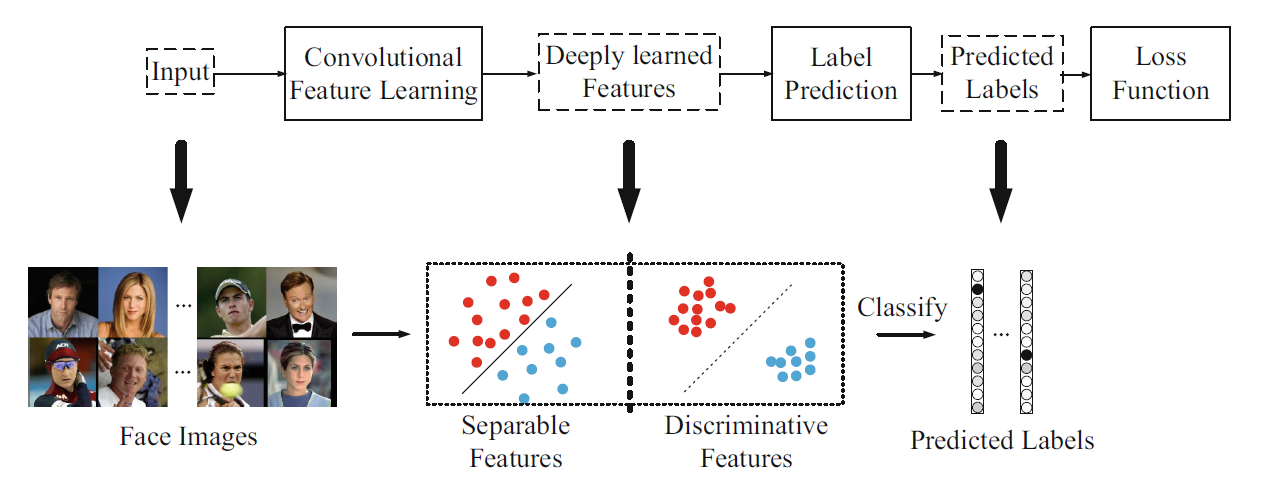 Input
Convolutional
Feature Learning
Deeply learned
Features
Label
Prediction
Predicted
Labels
Loss
Function
...
...
Face Images
Separable
Features
Discriminative
Features
Classify
...
Predicted Labels